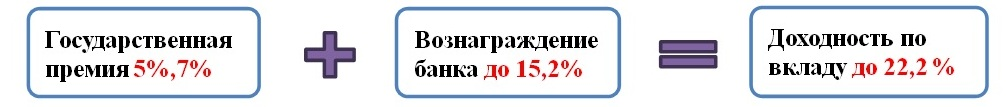 Государственная
премия 5%,7%
+
Вознаграждение
банка до 15,2%
=
Доходность по
вкладу до 22,2 %